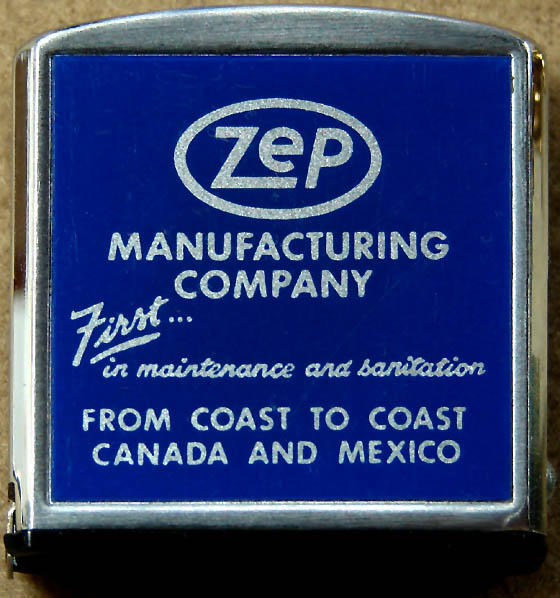 Zep
MANUFACTURING
COMPANY
First...
in maintenance and sanitation
FROM COAST TO COAST
CANADA AND MEXICO